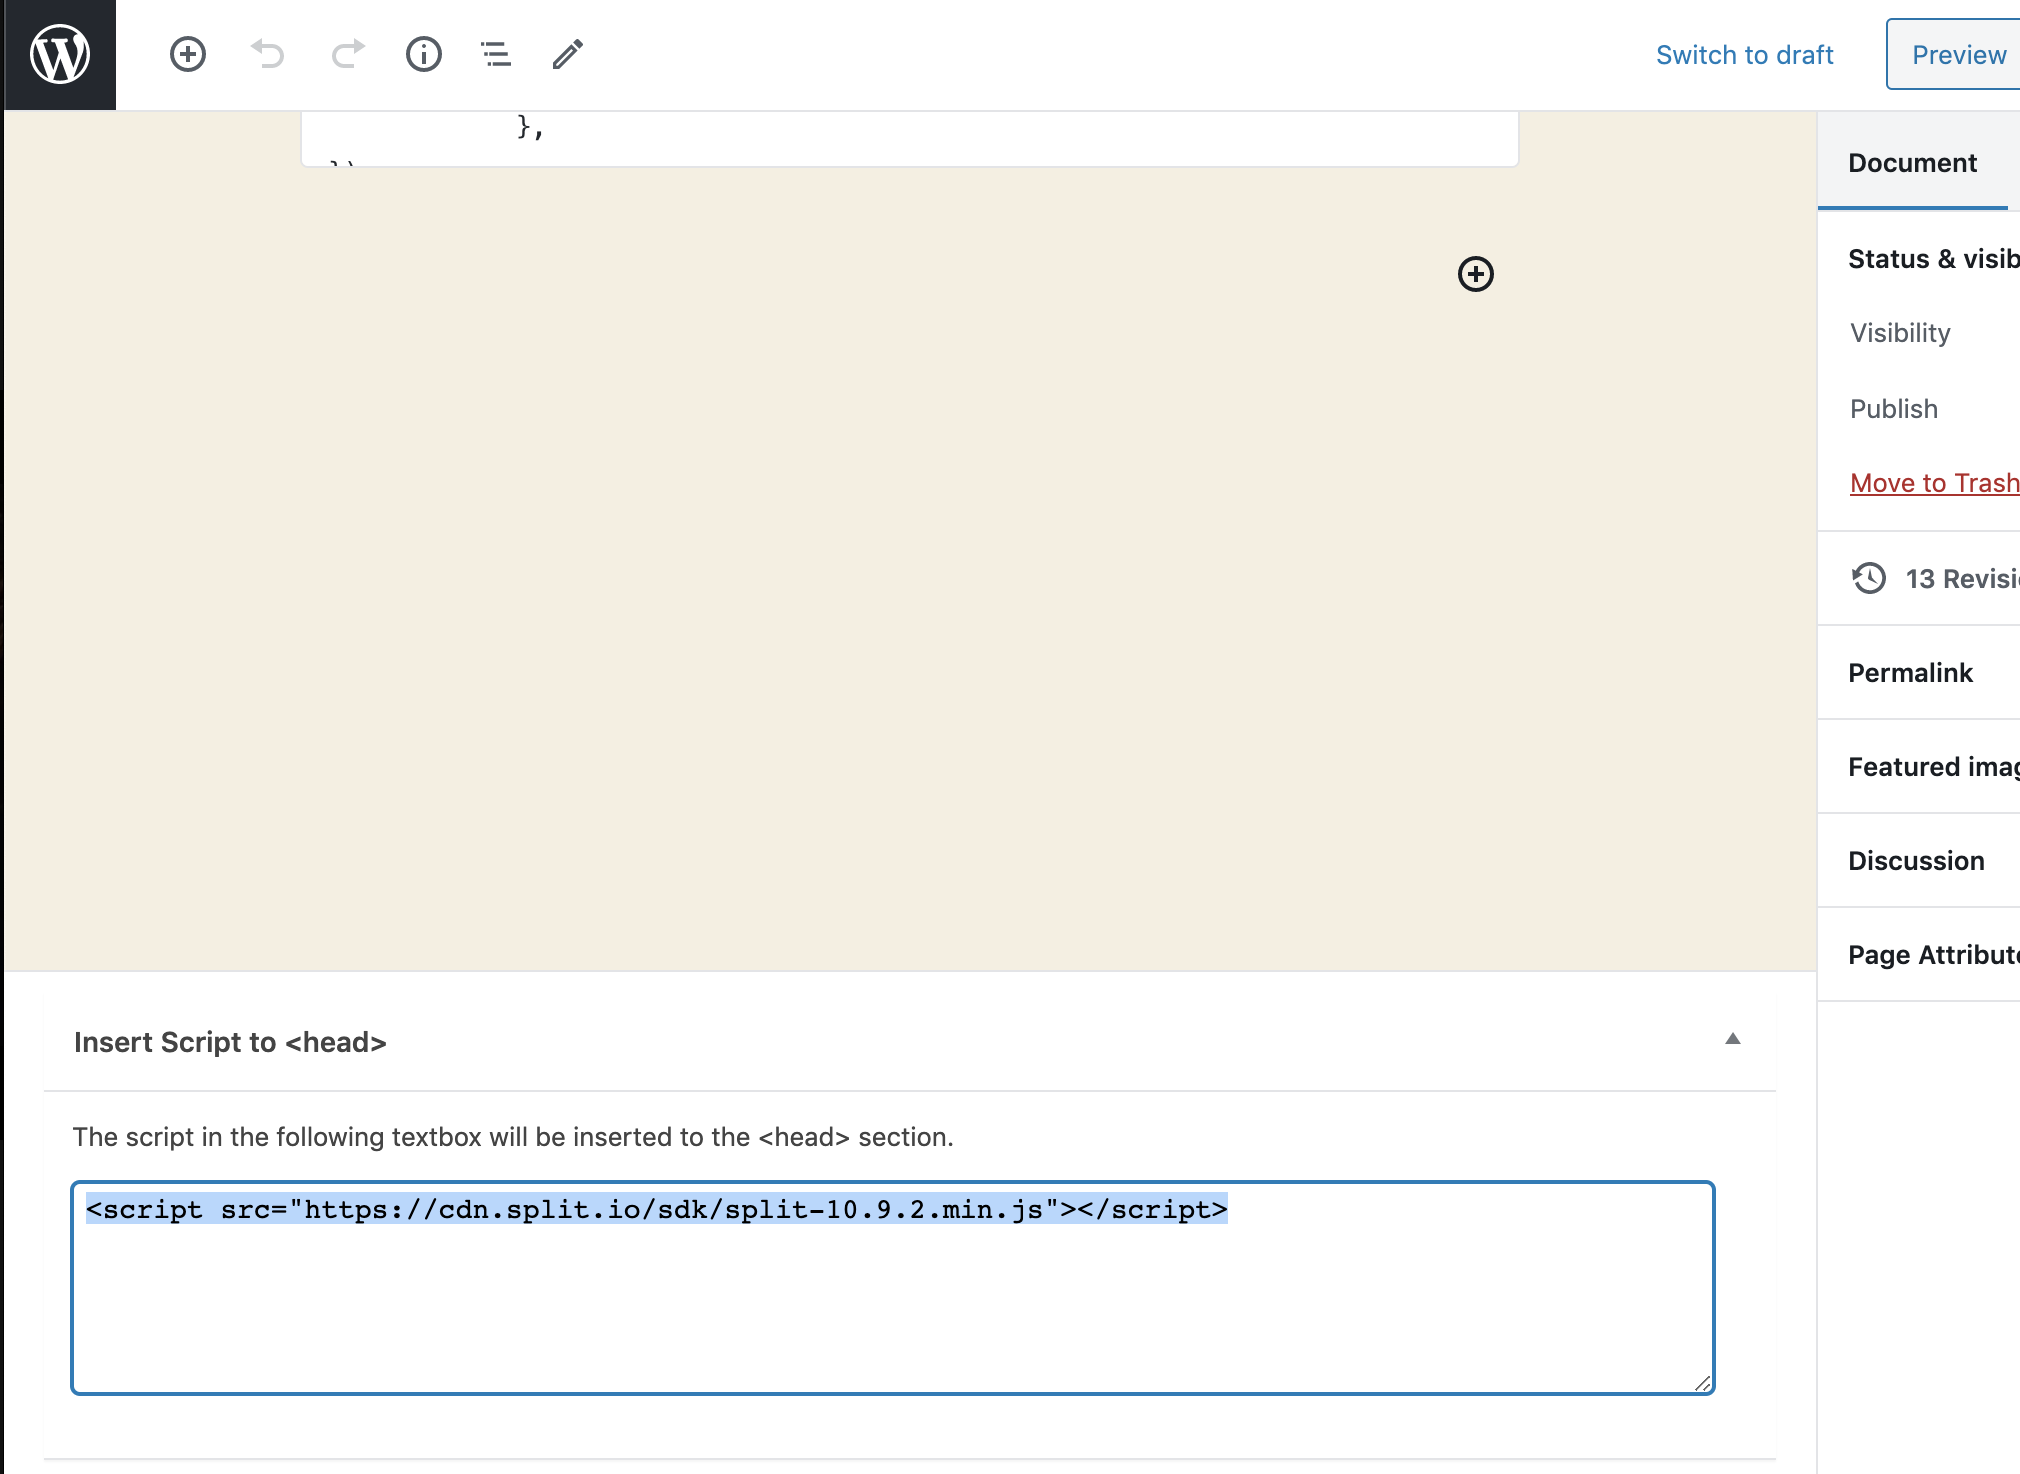 Switch to draft
Preview
},
})
Document
Status & visib
Visibility
Publish
Move to Trash
13 Revisi
Permalink
Featured imag
Discussion
Page Attribut
Insert Script to <head>
The script in the following textbox will be inserted to the <head> section.
<script src="https://cdn.split.io/sdk/split-10.9.2.min.js"></script>